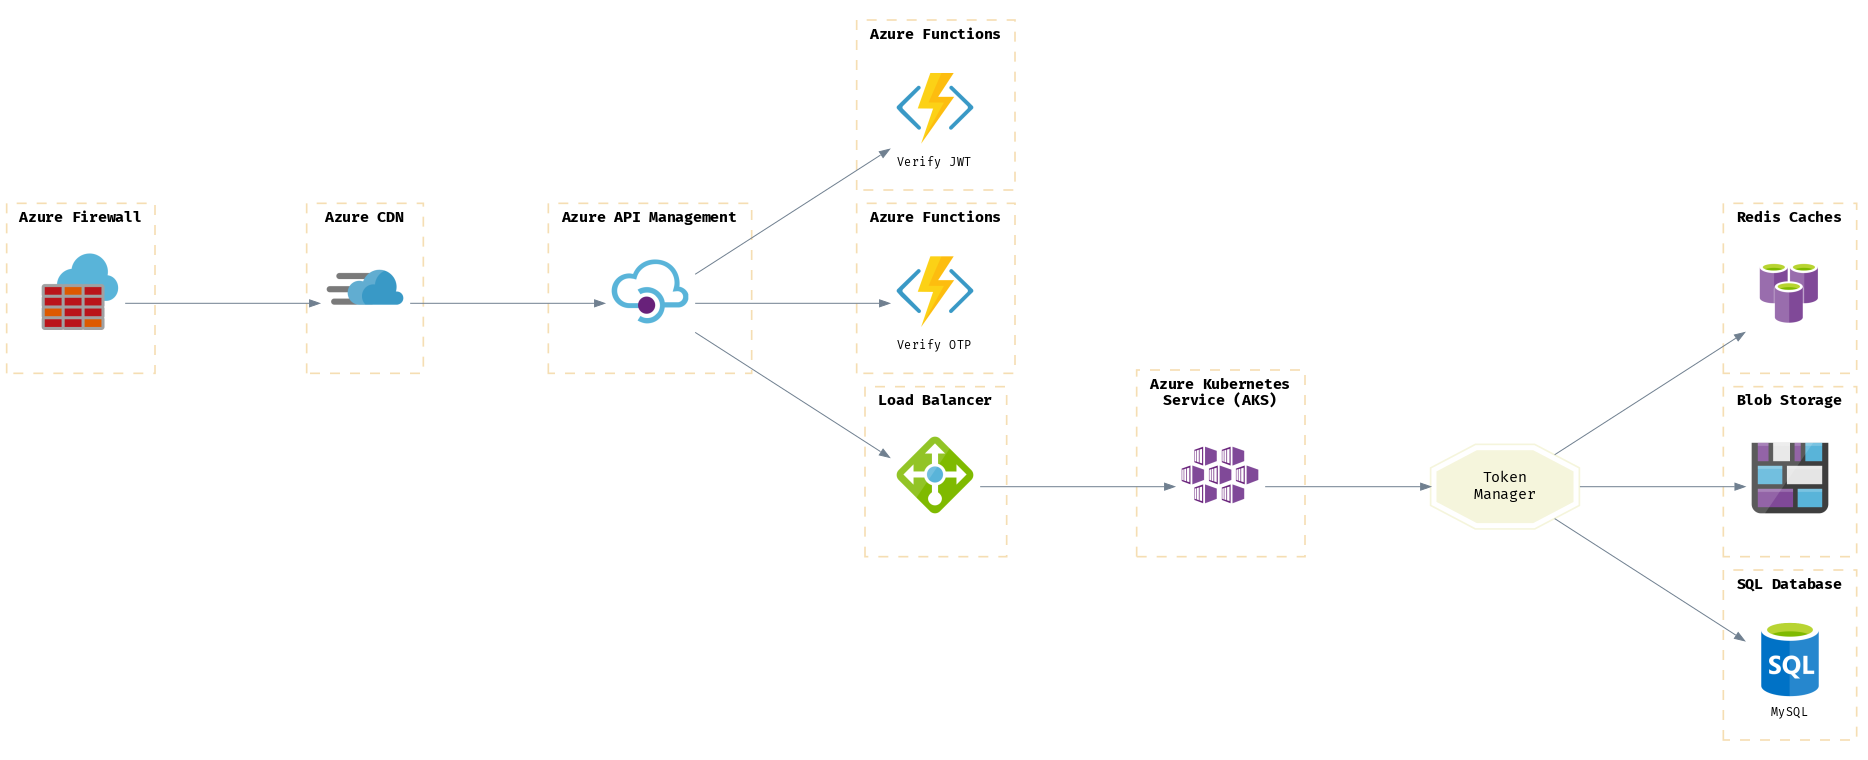 Azure Functions
Verify JWT
Azure Firewall
Azure CDN
Azure API Management
Azure Functions
Verify OTP
Redis Caches
Azure Kubernetes
Service (AKS)
Load Balancer
Blob Storage
Token
Manager
SQL Database
SQL
MySQL